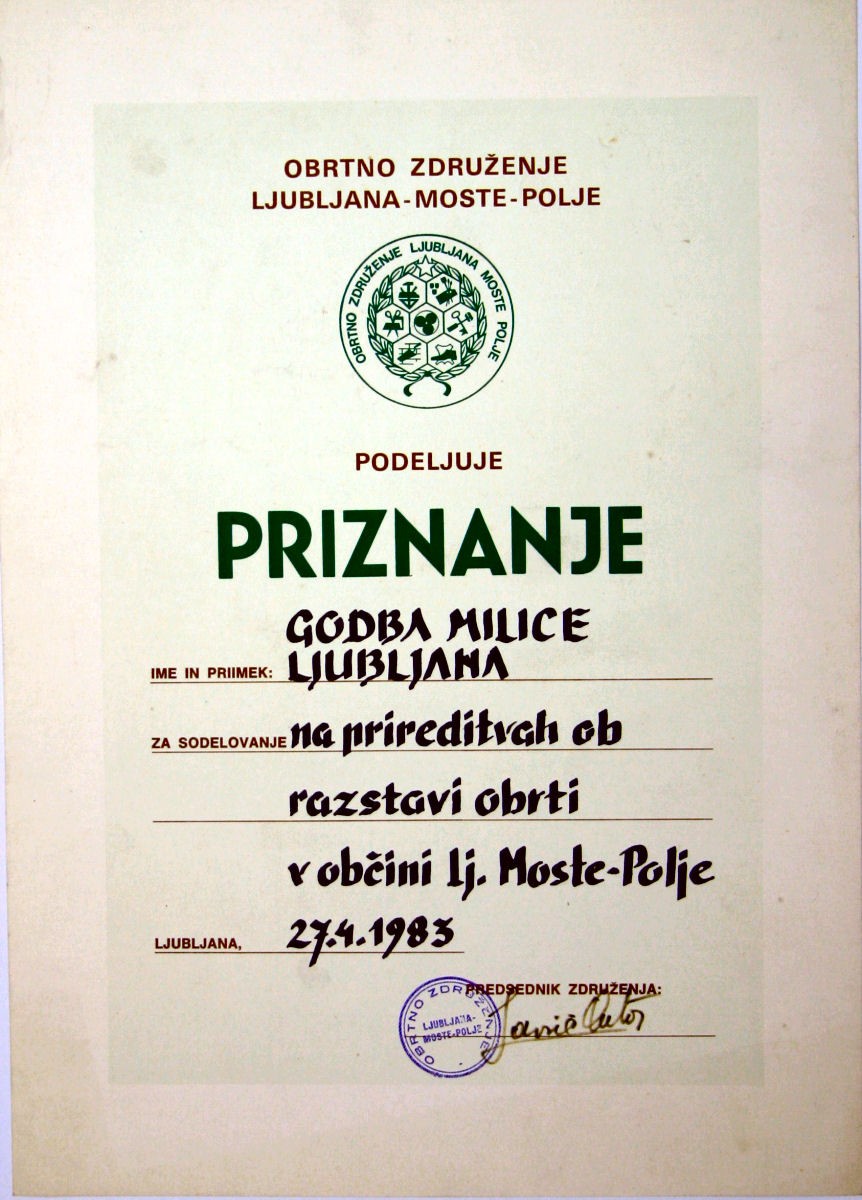 OBRTNO ZDRUŽENJE
LJUBLJANA-MOSTE-POLJE
OBRTNO ZDRUŽENJE LJUBLJANA MOSTE POLJE
PODELJUJE
PRIZNANJE
GODBA MILICE
IME IN PRIIMEK: LJUBLJANA
ZA SODELOVANJE na prireditvah ob
razstavi obrti
v občini Lj. Moste-Polje
LJUBLJANA, 27.4.1983
PREDSEDNIK ZDRUŽENJA:
OBRTNO ZDRUŽENJE
LJUBLJANA-
MOSTE-POLJE